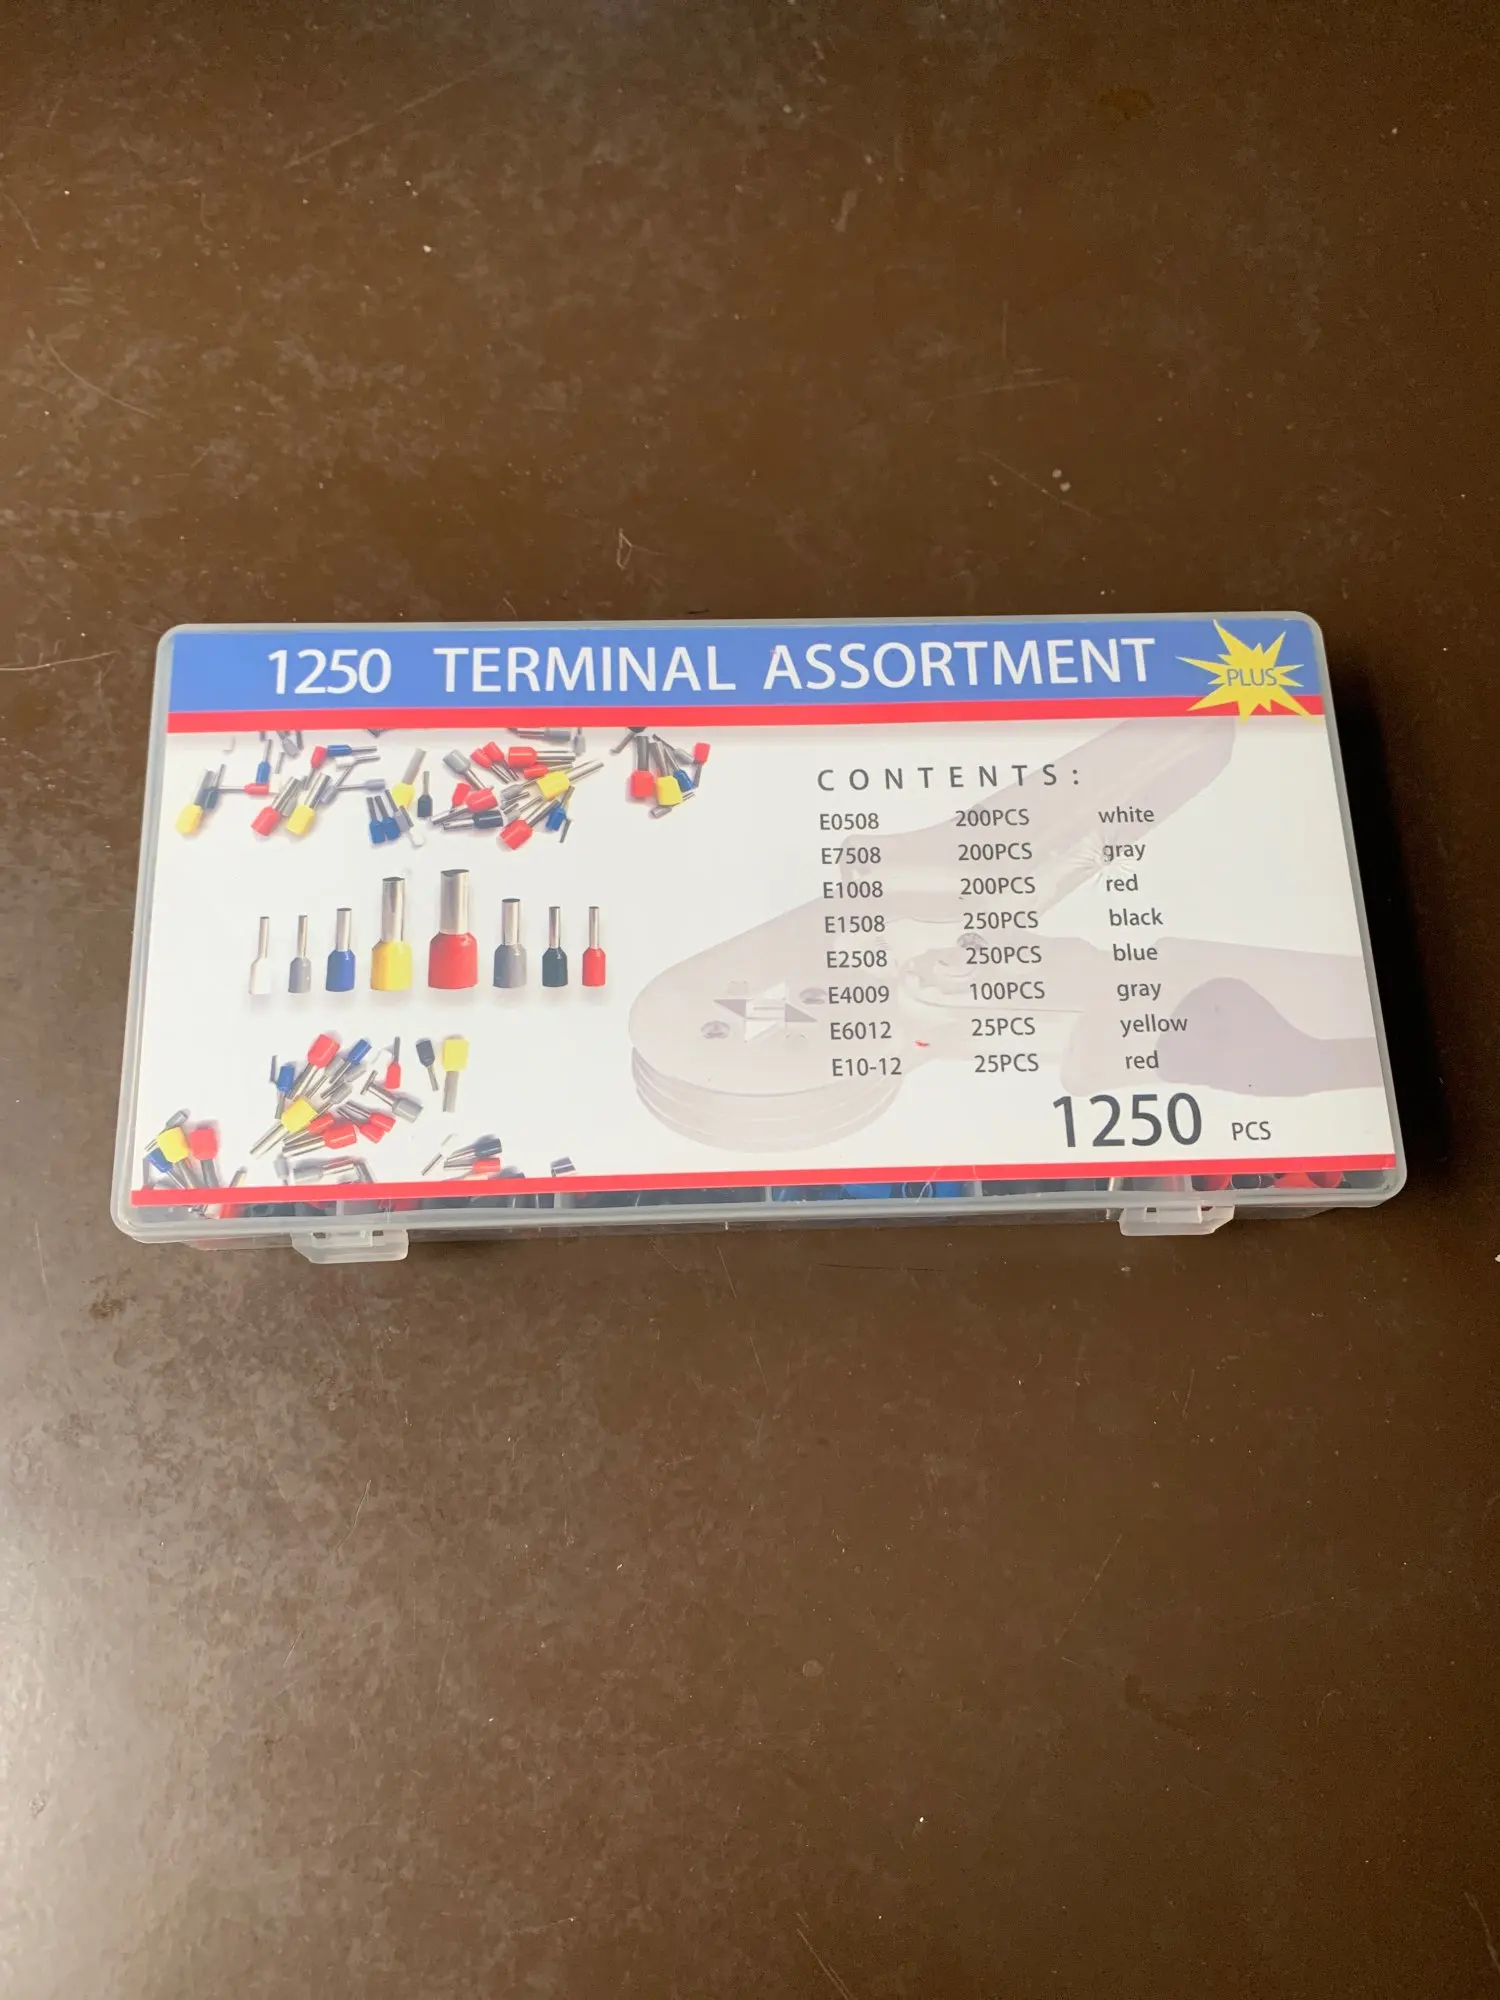 1250 TERMINAL ASSORTMENT PLUS
CONTENTS:
E0508 200PCS white
E7508 200PCS gray
E1008 200PCS red
E1508 250PCS black
E2508 250PCS blue
E4009 100PCS gray
E6012 25PCS yellow
E10-12 25PCS red
1250 PCS